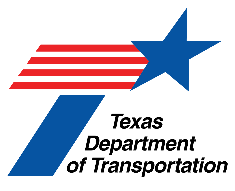 Texas
Department
of Transportation